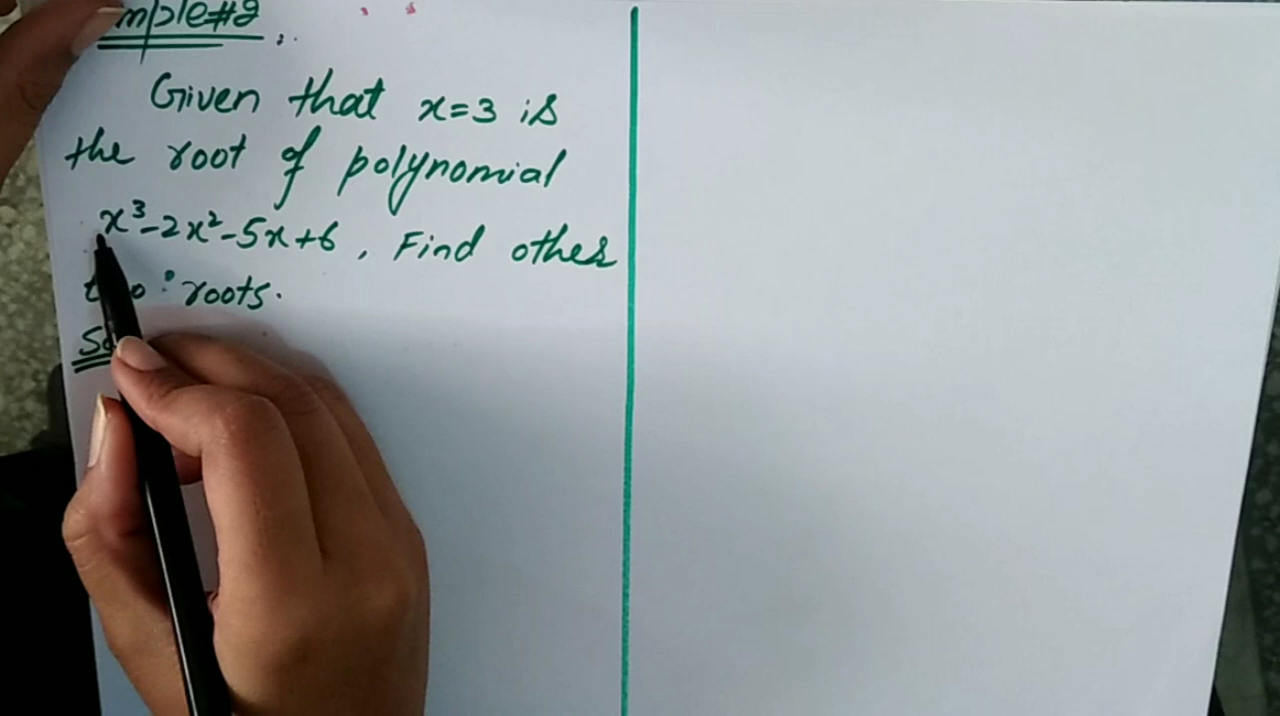 mple#2
Given that x=3 is
the root of polynomial
x³-2x²-5x+6, Find other
roots.